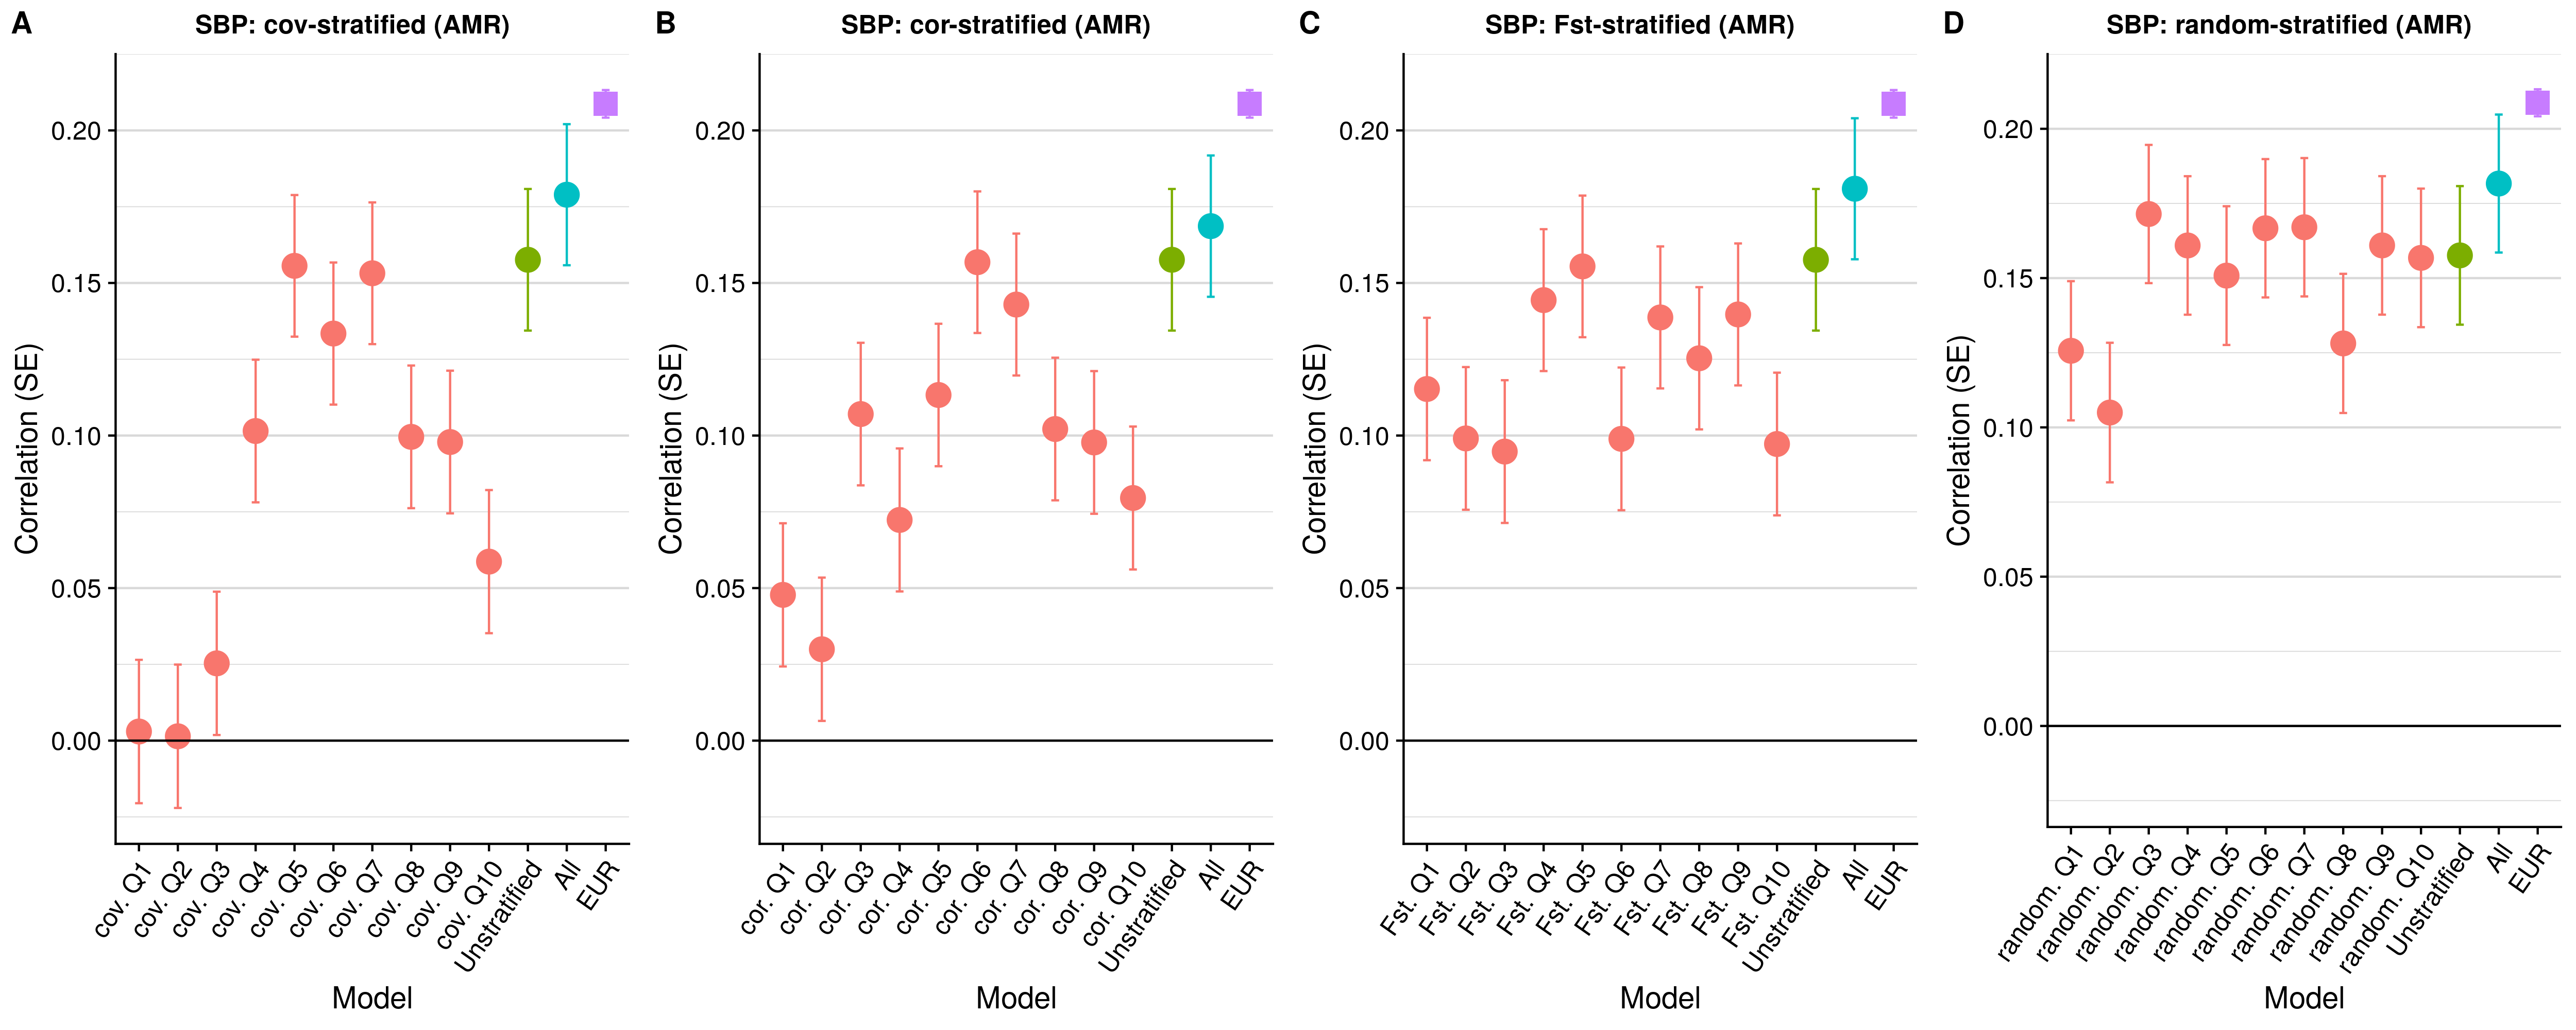 A
SBP: cov-stratified (AMR)
Correlation (SE)
0.20
0.15
0.10
0.05
0.00
cov. Q1
cov. Q2
cov. Q3
cov. Q4
cov. Q5
cov. Q6
cov. Q7
cov. Q8
cov. Q9
cov. Q10
Unstratified
All
EUR
Model
B
SBP: cor-stratified (AMR)
Correlation (SE)
0.20
0.15
0.10
0.05
0.00
cor. Q1
cor. Q2
cor. Q3
cor. Q4
cor. Q5
cor. Q6
cor. Q7
cor. Q8
cor. Q9
cor. Q10
Unstratified
All
EUR
Model
C
SBP: Fst-stratified (AMR)
Correlation (SE)
0.20
0.15
0.10
0.05
0.00
Fst. Q1
Fst. Q2
Fst. Q3
Fst. Q4
Fst. Q5
Fst. Q6
Fst. Q7
Fst. Q8
Fst. Q9
Fst. Q10
Unstratified
All
EUR
Model
D
SBP: random-stratified (AMR)
Correlation (SE)
0.20
0.15
0.10
0.05
0.00
random. Q1
random. Q2
random. Q3
random. Q4
random. Q5
random. Q6
random. Q7
random. Q8
random. Q9
random. Q10
Unstratified
All
EUR
Model